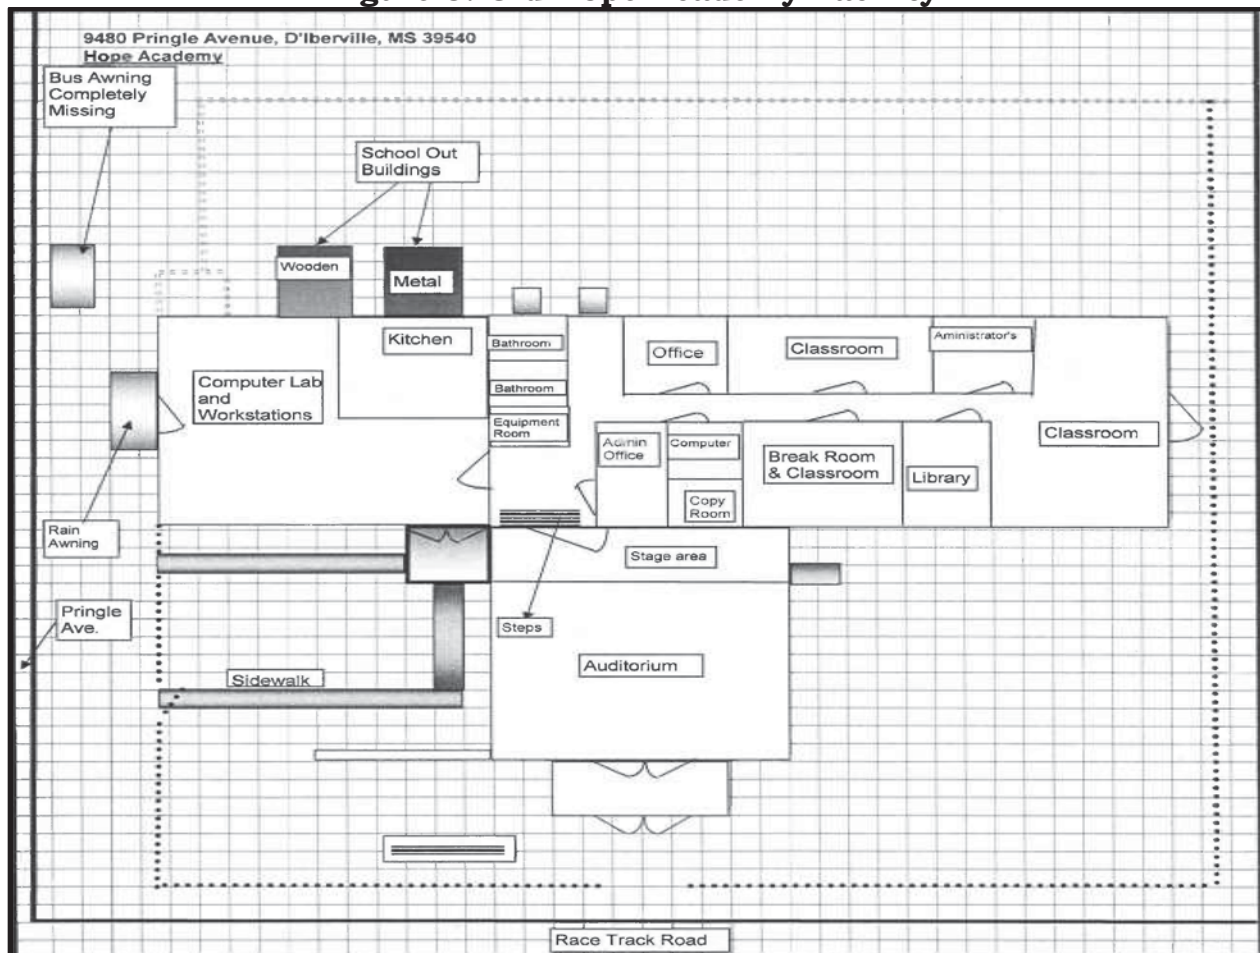 9480 Pringle Avenue, D'Iberville, MS 39540
Hope Academy
Bus Awning
Completely
Missing
School Out
Buildings
Wooden
Metal
Kitchen
Bathroom
Office
Classroom
Aministrator's
Computer Lab
and
Workstations
Bathroom
Equipment
Room
Admin
Office
Computer
Break Room
& Classroom
Library
Classroom
Copy
Room
Rain
Awning
Stage area
Pringle
Ave.
Steps
Auditorium
Sidewalk
Race Track Road